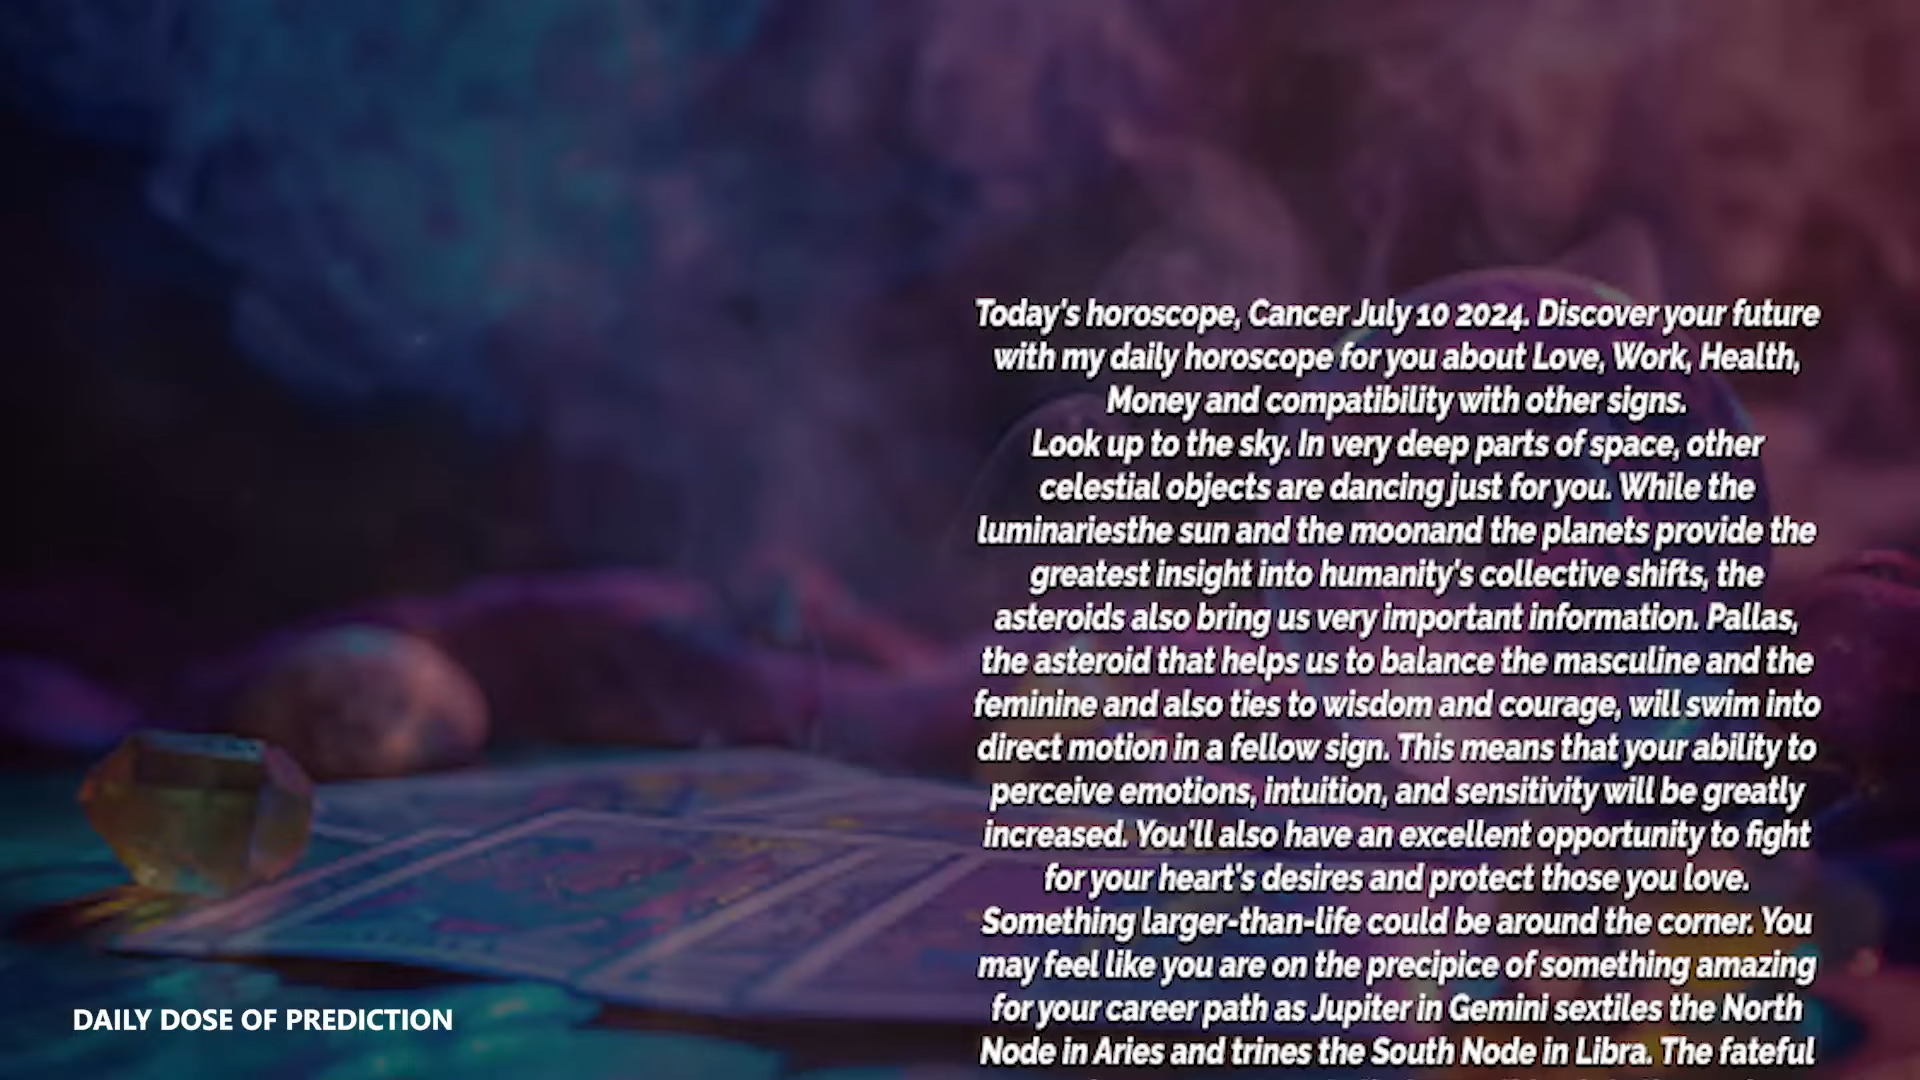 Today's horoscope, Cancer July 10 2024. Discover your future
with my daily horoscope for you about Love, Work, Health,
Money and compatibility with other signs.
Look up to the sky. In very deep parts of space, other
celestial objects are dancing just for you. While the
luminariesthe sun and the moonand the planets provide the
greatest insight into humanity's collective shifts, the
asteroids also bring us very important information. Pallas,
the asteroid that helps us to balance the masculine and the
feminine and also ties to wisdom and courage, will swim into
direct motion in a fellow sign. This means that your ability to
perceive emotions, intuition, and sensitivity will be greatly
increased. You'll also have an excellent opportunity to fight
for your heart's desires and protect those you love.
Something larger-than-life could be around the corner. You
may feel like you are on the precipice of something amazing
for your career path as Jupiter in Gemini sextiles the North
Node in Aries and trines the South Node in Libra. The fateful
DAILY DOSE OF PREDICTION